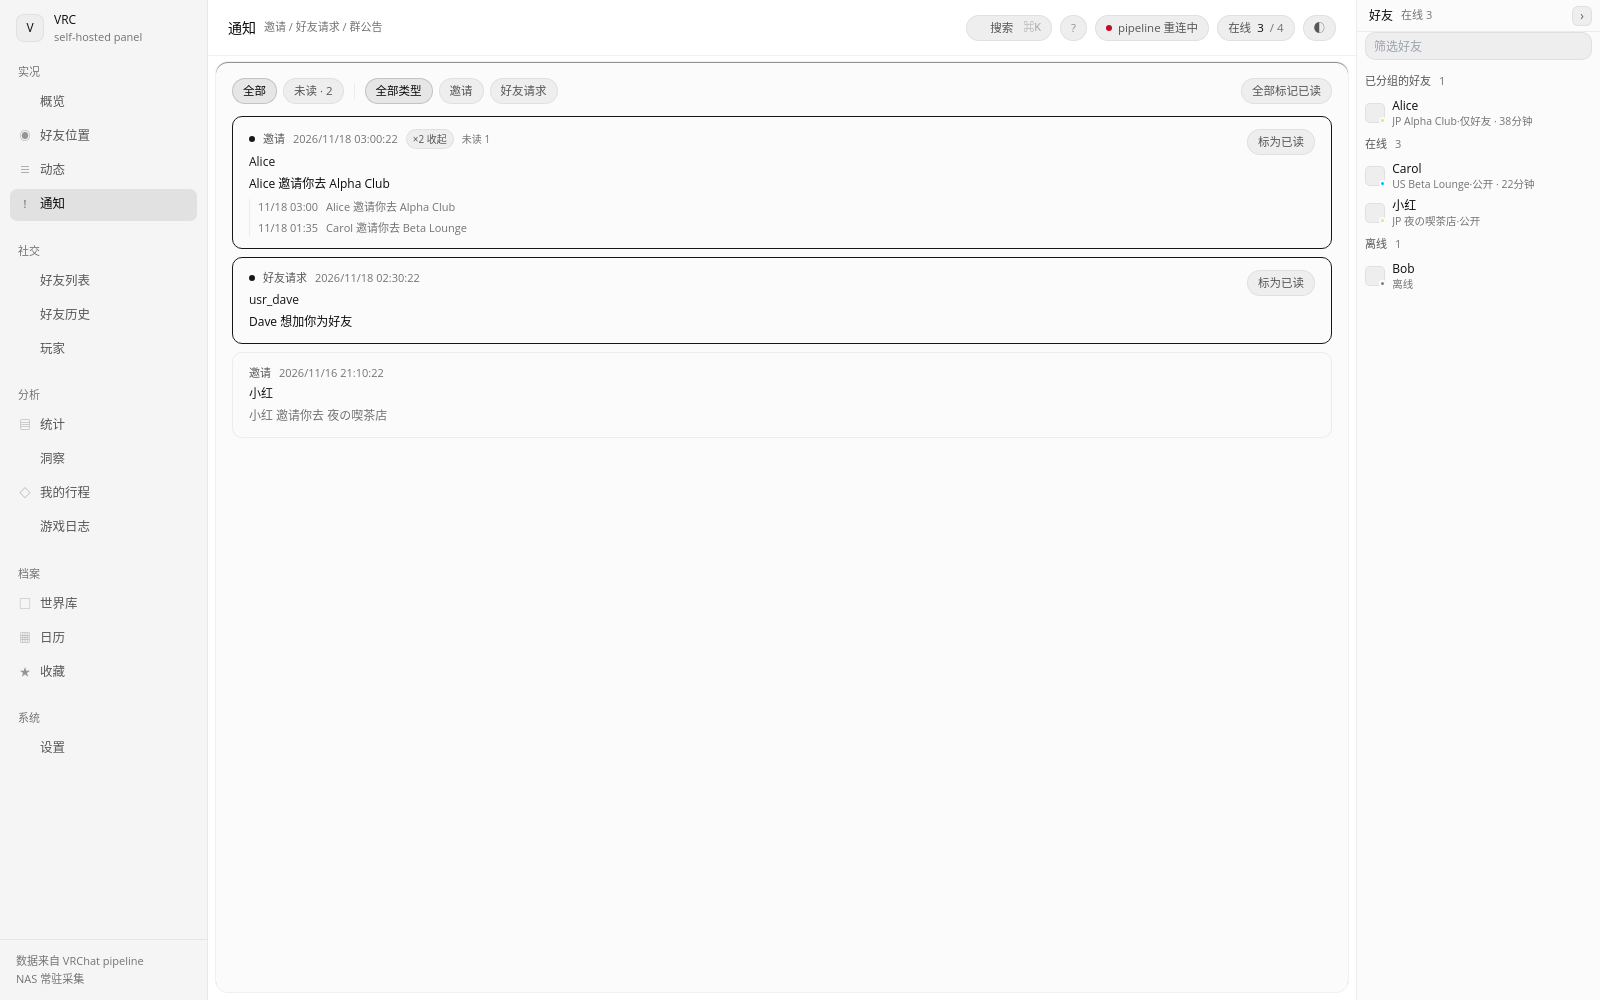 V
VRC
self-hosted panel
实况
概览
◉ 好友位置
☰ 动态
! 通知
社交
好友列表
好友历史
玩家
分析
▤ 统计
洞察
◇ 我的行程
游戏日志
档案
□ 世界库
▦ 日历
★ 收藏
系统
设置
数据来自 VRChat pipeline
NAS 常驻采集
通知 邀请 / 好友请求 / 群公告
搜索 ⌘K
?
pipeline 重连中
在线 3 / 4
全部
未读 · 2
全部类型
邀请
好友请求
全部标记已读
邀请 2026/11/18 03:00:22 ×2 收起 未读 1
标为已读
Alice
Alice 邀请你去 Alpha Club
11/18 03:00 Alice 邀请你去 Alpha Club
11/18 01:35 Carol 邀请你去 Beta Lounge
好友请求 2026/11/18 02:30:22
标为已读
usr_dave
Dave 想加你为好友
邀请 2026/11/16 21:10:22
小红
小红 邀请你去 夜の喫茶店
好友 在线 3
›
筛选好友
已分组的好友 1
Alice
JP Alpha Club·仅好友 · 38分钟
在线 3
Carol
US Beta Lounge·公开 · 22分钟
小红
JP 夜の喫茶店·公开
离线 1
Bob
离线